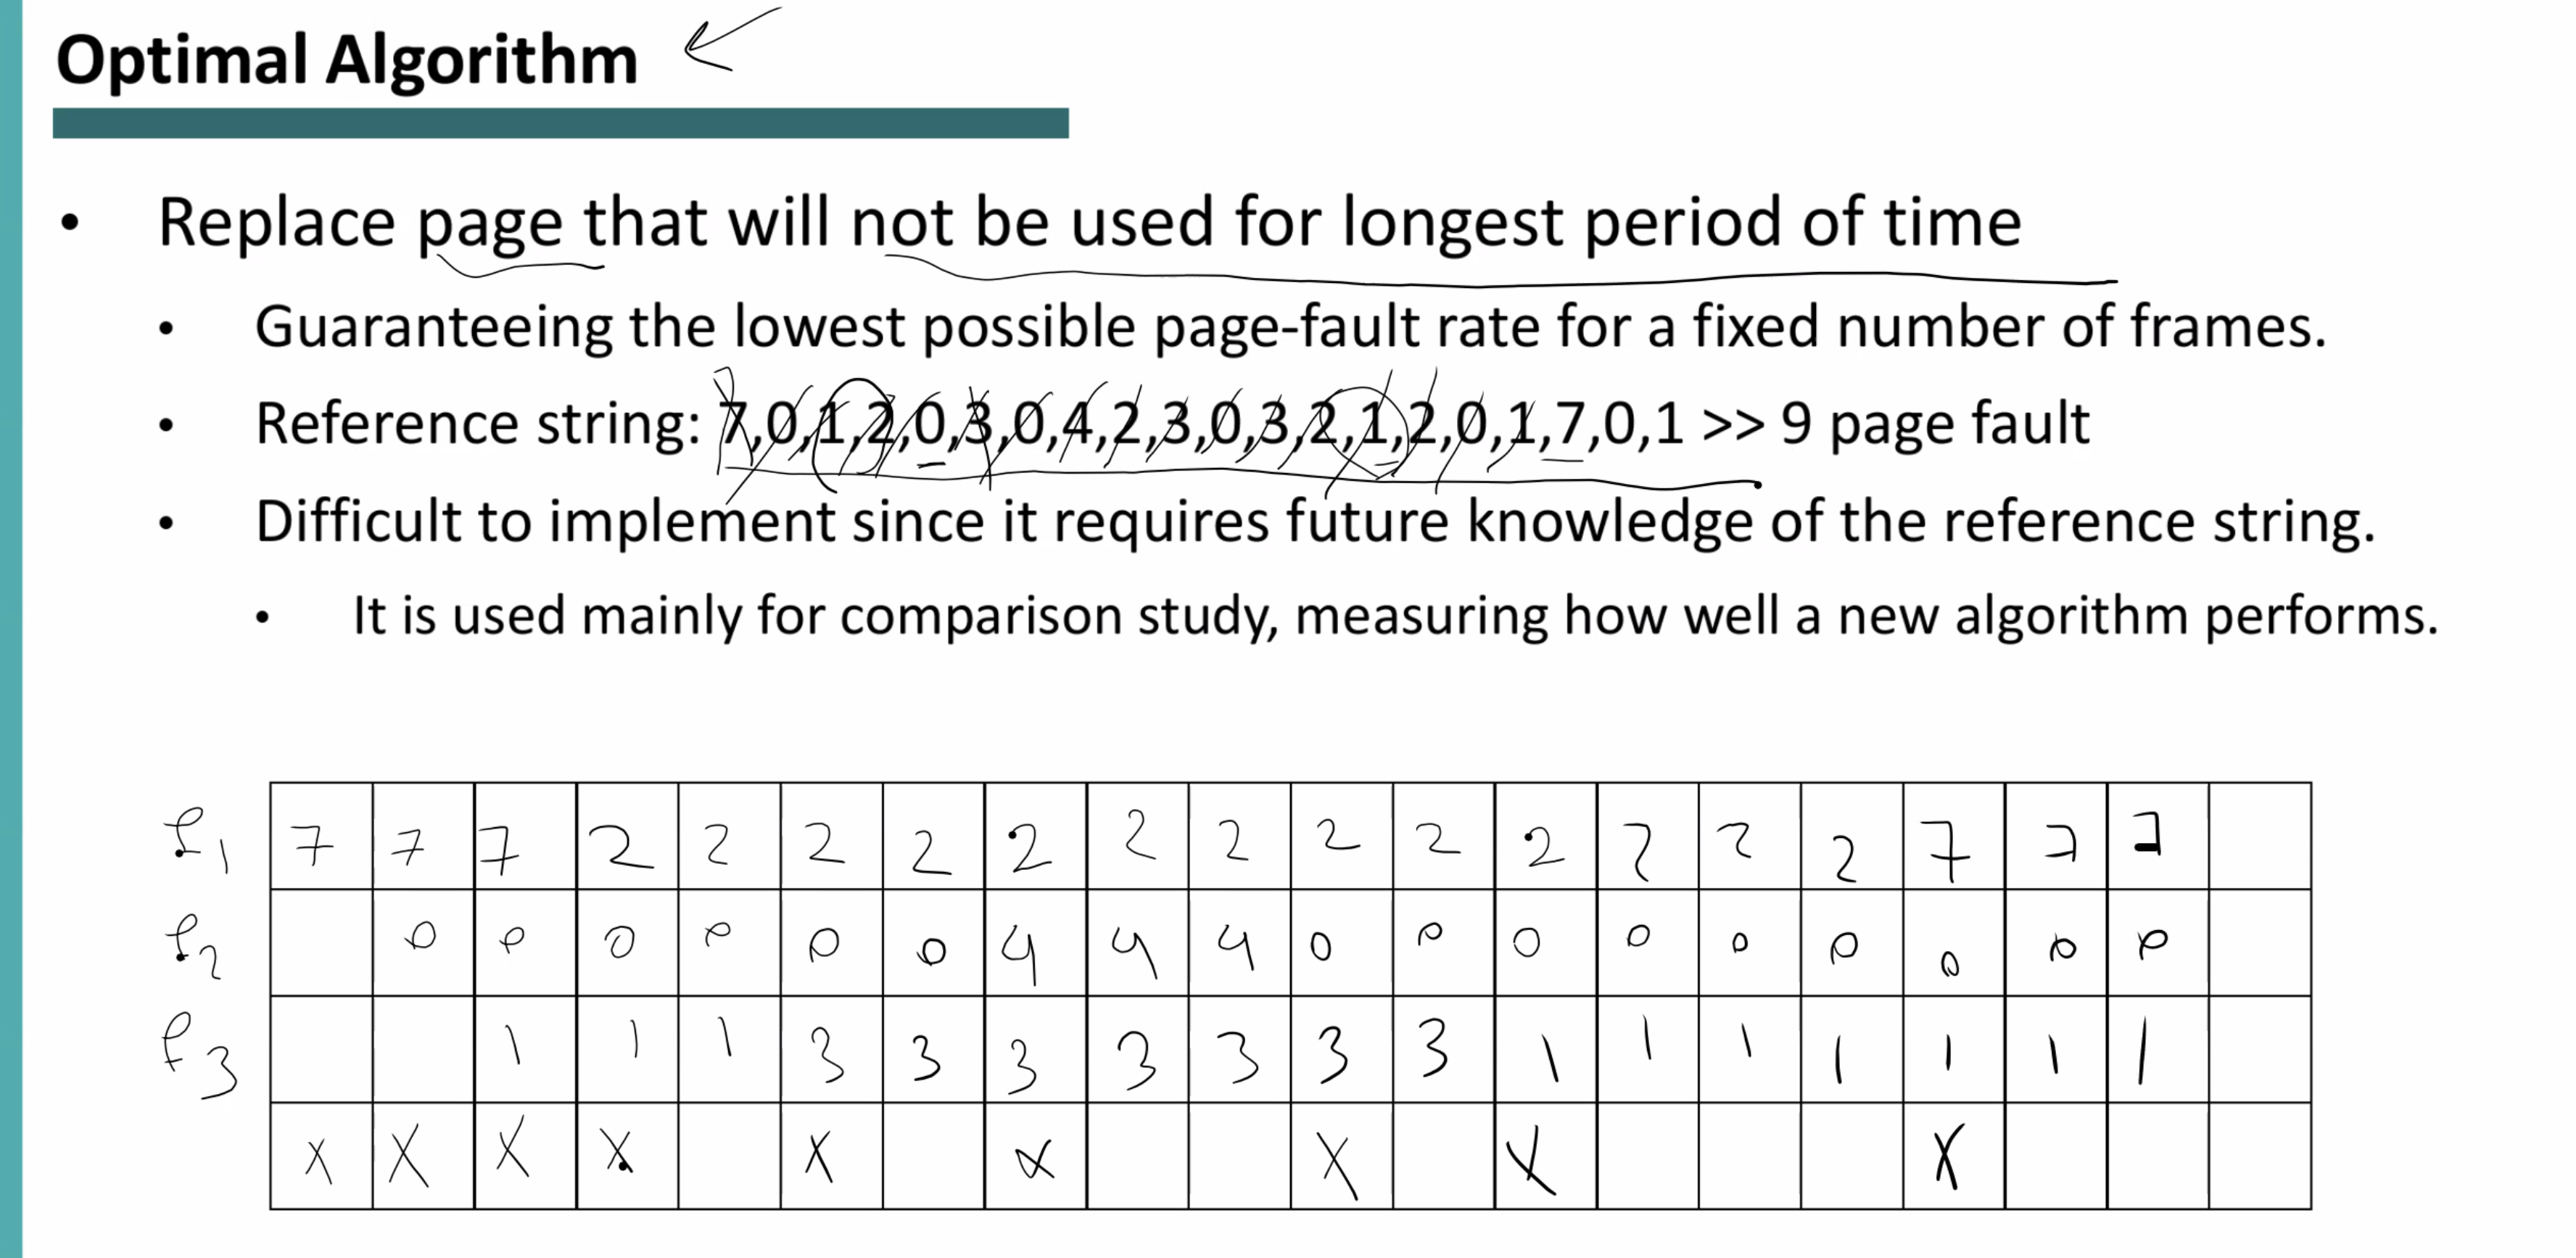 Optimal Algorithm
• Replace page that will not be used for longest period of time
• Guaranteeing the lowest possible page-fault rate for a fixed number of frames.
• Reference string: 7,0,1,2,0,3,0,4,2,3,0,3,2,1,2,0,1,7,0,1 >> 9 page fault
• Difficult to implement since it requires future knowledge of the reference string.
• It is used mainly for comparison study, measuring how well a new algorithm performs.
f1 7 7 7 2 2 2 2 2 2 2 2 2 2 2 2 2 7 7 7
f2 0 0 0 0 0 0 4 4 4 0 0 0 0 0 0 0 0 0
f3 1 1 1 3 3 3 3 3 3 3 1 1 1 1 1 1 1
X X X X X X X X X